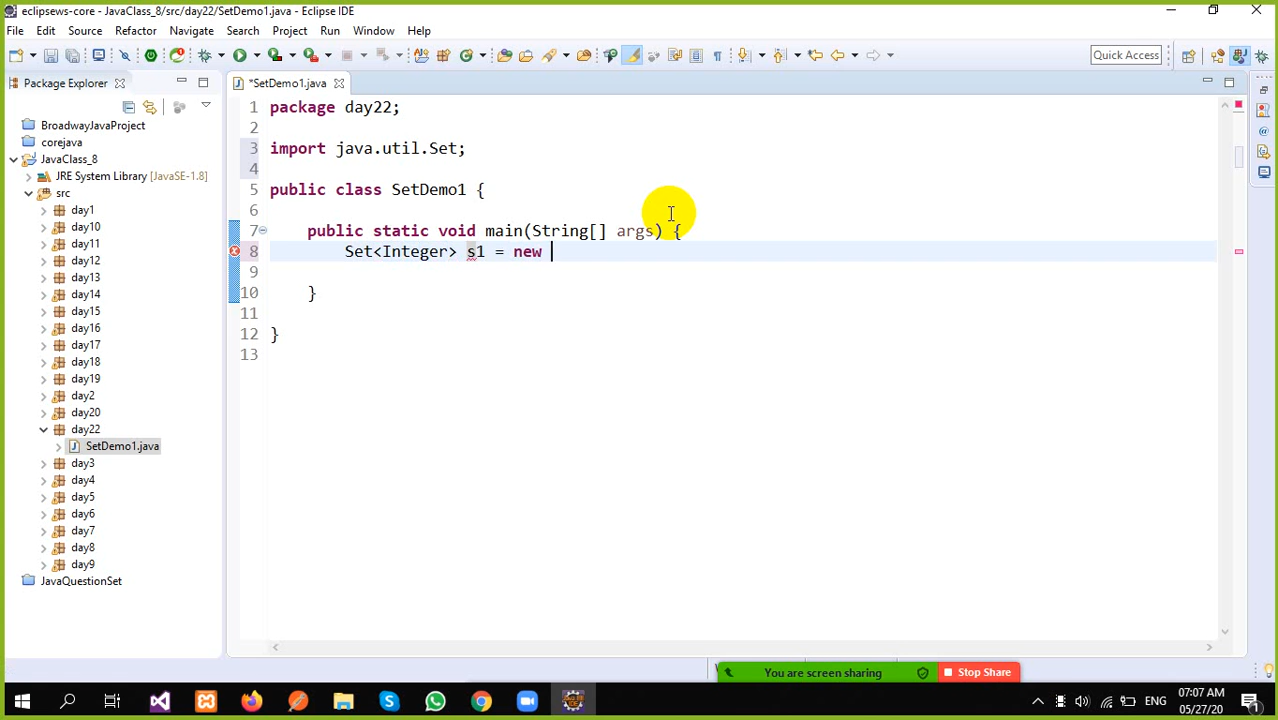 eclipsews-core - JavaClass_8/src/day22/SetDemo1.java - Eclipse IDE
File Edit Source Refactor Navigate Search Project Run Window Help
Quick Access
Package Explorer
BroadwayJavaProject
corejava
JavaClass_8
JRE System Library [JavaSE-1.8]
src
day1
day10
day11
day12
day13
day14
day15
day16
day17
day18
day19
day2
day20
day22
SetDemo1.java
day3
day4
day5
day6
day7
day8
day9
JavaQuestionSet
*SetDemo1.java
1 package day22;
2
3 import java.util.Set;
4
5 public class SetDemo1 {
6
7 public static void main(String[] args) {
8 Set<Integer> s1 = new
9
10 }
11
12 }
13
You are screen sharing Stop Share
ENG
07:07 AM
05/27/20